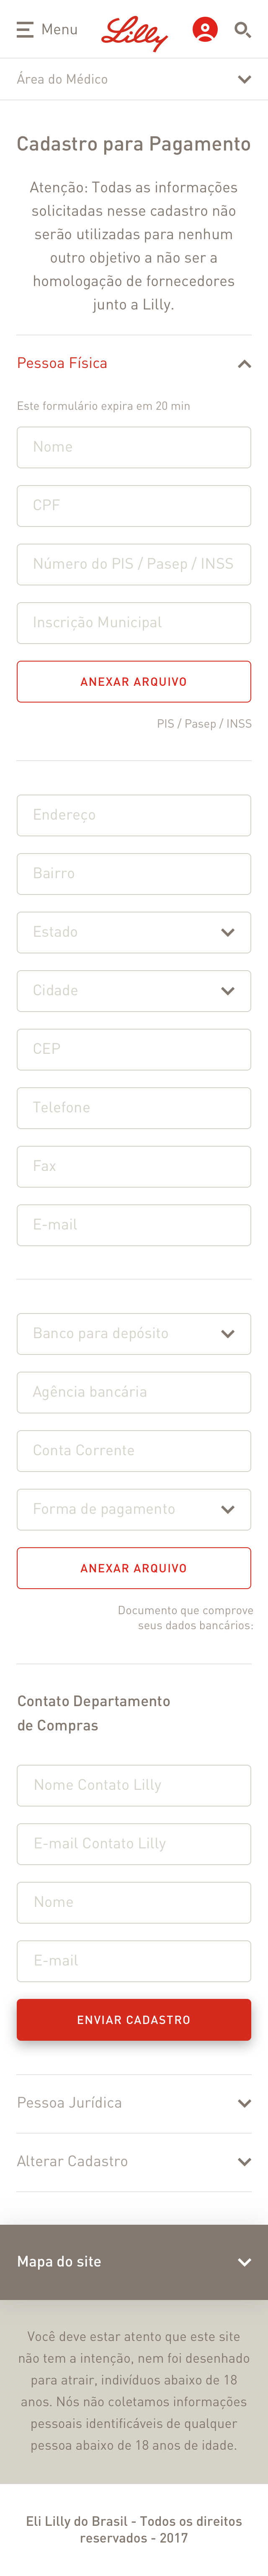 Menu
Lilly
Área do Médico
Cadastro para Pagamento
Atenção: Todas as informações
solicitadas nesse cadastro não
serão utilizadas para nenhum
outro objetivo a não ser a
homologação de fornecedores
junto a Lilly.
Pessoa Física
Este formulário expira em 20 min
Nome
CPF
Número do PIS / Pasep / INSS
Inscrição Municipal
ANEXAR ARQUIVO
PIS / Pasep / INSS
Endereço
Bairro
Estado
Cidade
CEP
Telefone
Fax
E-mail
Banco para depósito
Agência bancária
Conta Corrente
Forma de pagamento
ANEXAR ARQUIVO
Documento que comprove
seus dados bancários:
Contato Departamento
de Compras
Nome Contato Lilly
E-mail Contato Lilly
Nome
E-mail
ENVIAR CADASTRO
Pessoa Jurídica
Alterar Cadastro
Mapa do site
Você deve estar atento que este site
não tem a intenção, nem foi desenhado
para atrair, indivíduos abaixo de 18
anos. Nós não coletamos informações
pessoais identificáveis de qualquer
pessoa abaixo de 18 anos de idade.
Eli Lilly do Brasil - Todos os direitos
reservados - 2017